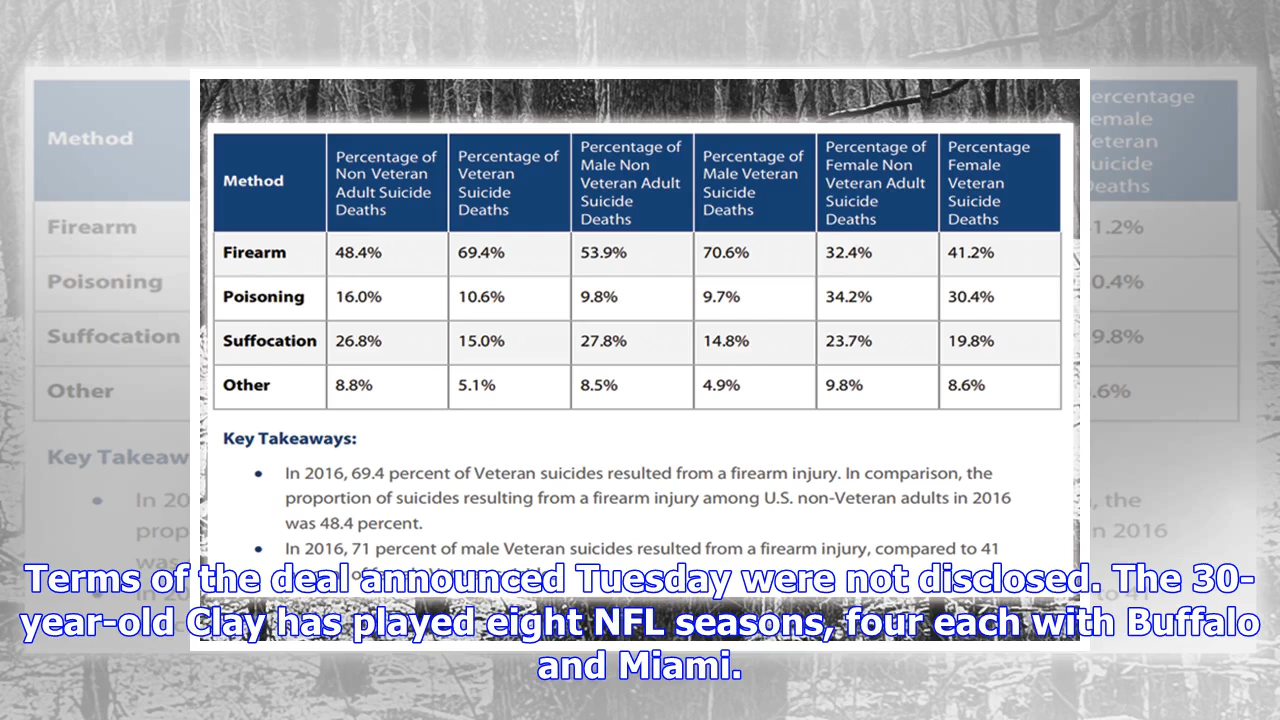 Method
Percentage of Non Veteran Adult Suicide Deaths
Percentage of Veteran Suicide Deaths
Percentage of Male Non Veteran Adult Suicide Deaths
Percentage of Male Veteran Suicide Deaths
Percentage of Female Non Veteran Adult Suicide Deaths
Percentage Female Veteran Suicide Deaths
Firearm 48.4% 69.4% 53.9% 70.6% 32.4% 41.2%
Poisoning 16.0% 10.6% 9.8% 9.7% 34.2% 30.4%
Suffocation 26.8% 15.0% 27.8% 14.8% 23.7% 19.8%
Other 8.8% 5.1% 8.5% 4.9% 9.8% 8.6%
Key Takeaways:
• In 2016, 69.4 percent of Veteran suicides resulted from a firearm injury. In comparison, the
proportion of suicides resulting from a firearm injury among U.S. non-Veteran adults in 2016
was 48.4 percent.
• In 2016, 71 percent of male Veteran suicides resulted from a firearm injury, compared to 41
Terms of the deal announced Tuesday were not disclosed. The 30-
year-old Clay has played eight NFL seasons, four each with Buffalo
and Miami.